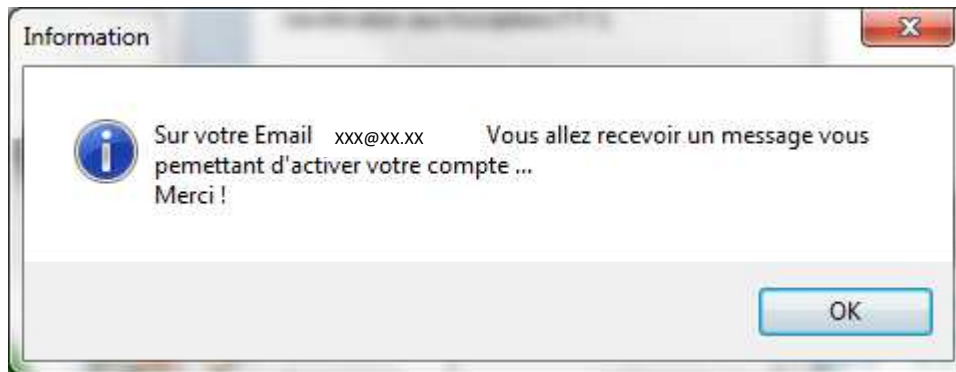 Information
Sur votre Email xxx@xx.xx Vous allez recevoir un message vous
pemettant d'activer votre compte ...
Merci !
OK